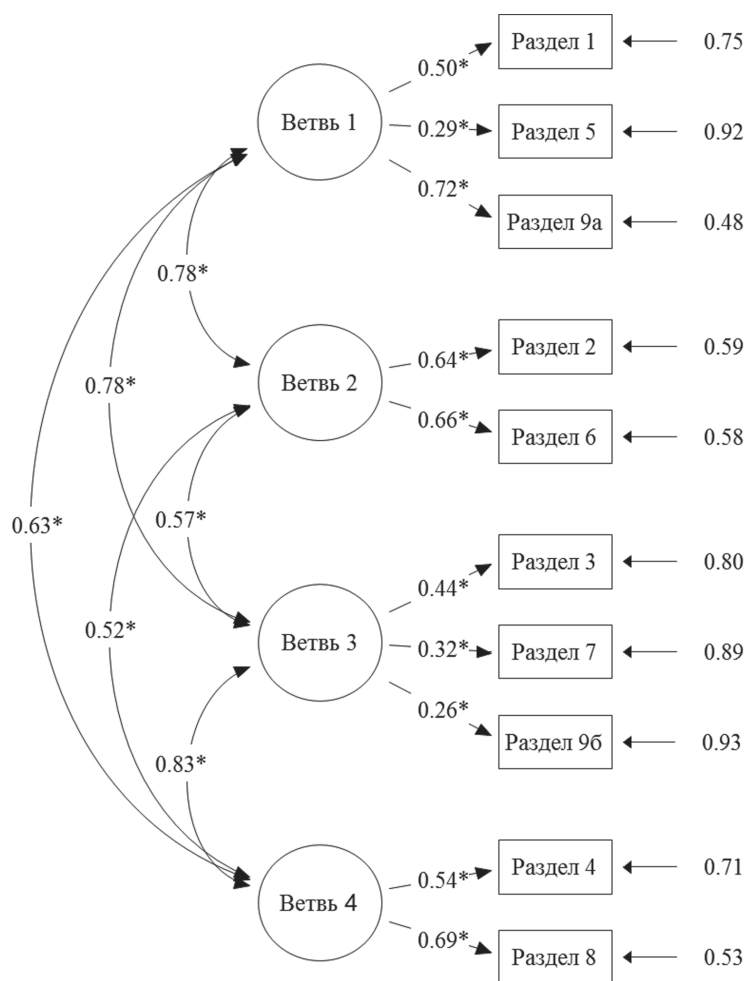 Раздел 1
0.75
0.50*
Ветвь 1
0.29*
Раздел 5
0.92
0.72*
Раздел 9а
0.48
0.78*
Раздел 2
0.59
0.64*
Ветвь 2
0.78*
0.66*
Раздел 6
0.58
0.63*
0.57*
Раздел 3
0.80
0.44*
0.52*
Ветвь 3
0.32*
Раздел 7
0.89
0.26*
Раздел 9б
0.93
0.83*
Раздел 4
0.71
0.54*
Ветвь 4
0.69*
Раздел 8
0.53